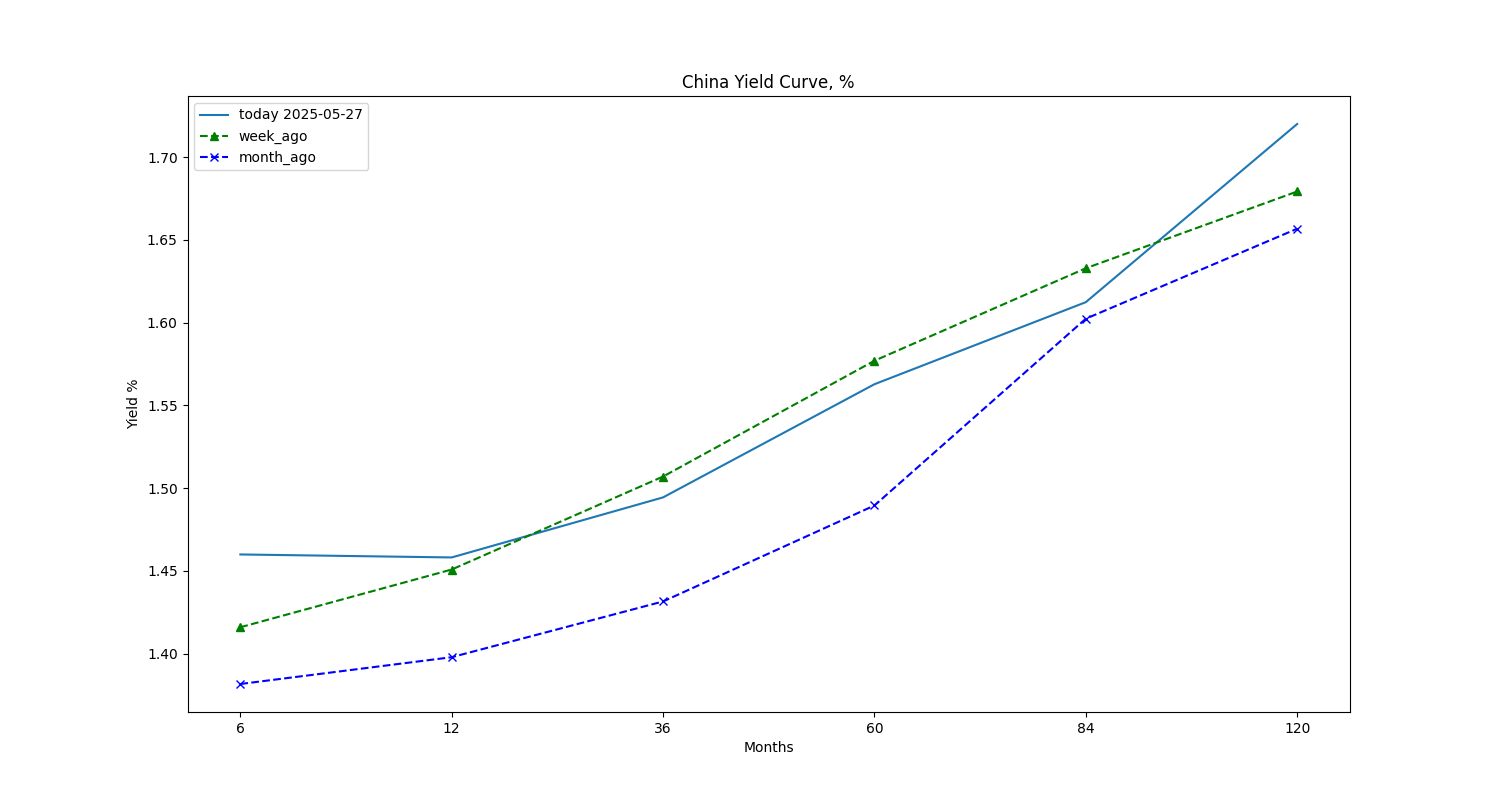 China Yield Curve, %
today 2025-05-27
week_ago
month_ago
1.70
1.65
1.60
1.55
1.50
1.45
1.40
Yield %
6 12 36 60 84 120
Months